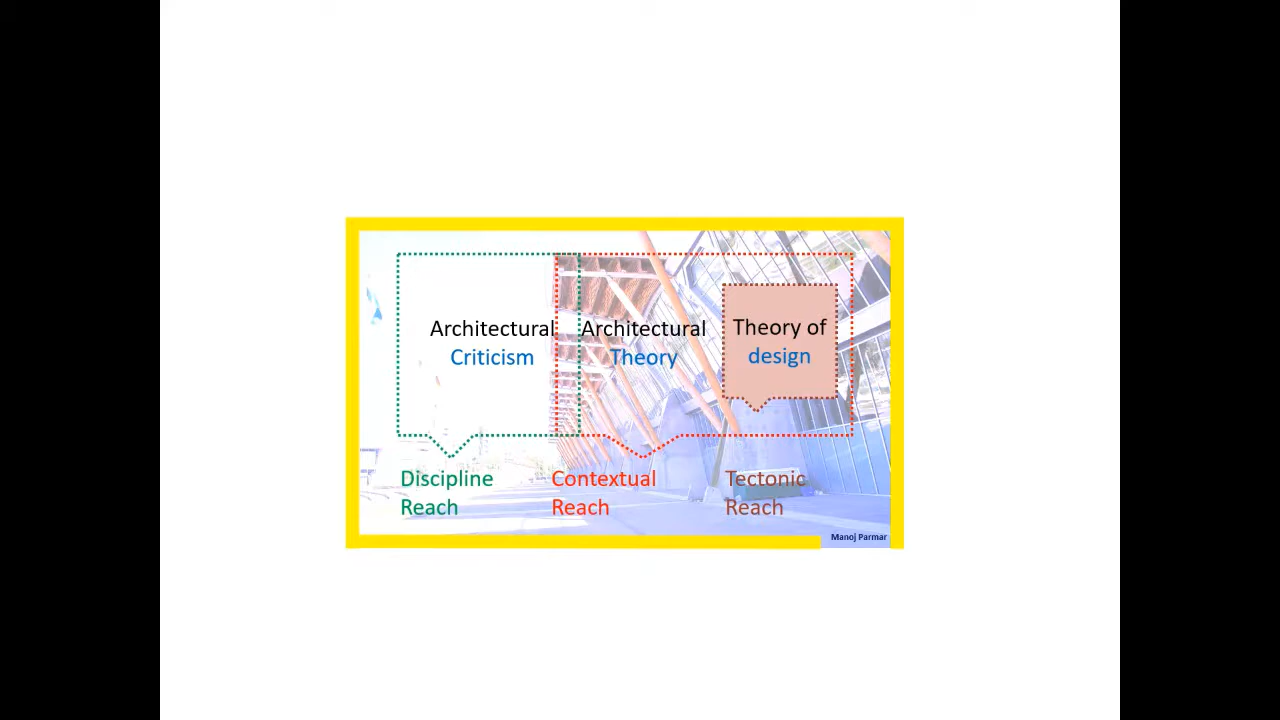 Architectural
Criticism
Architectural
Theory
Theory of
design
Discipline
Reach
Contextual
Reach
Tectonic
Reach
Manoj Parmar